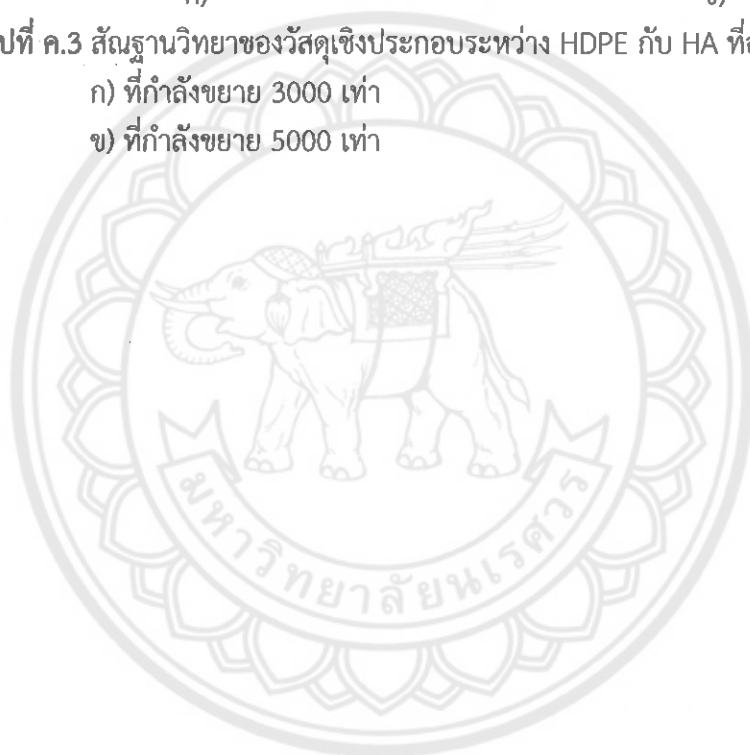 ปที่ ค.3 สัณฐานวิทยาของวัสดุเชิงประกอบระหว่าง HDPE กับ HA ที่
ก) ที่กำลังขยาย 3000 เท่า
ข) ที่กำลังขยาย 5000 เท่า
มหาวิทยาลัยนเรศวร